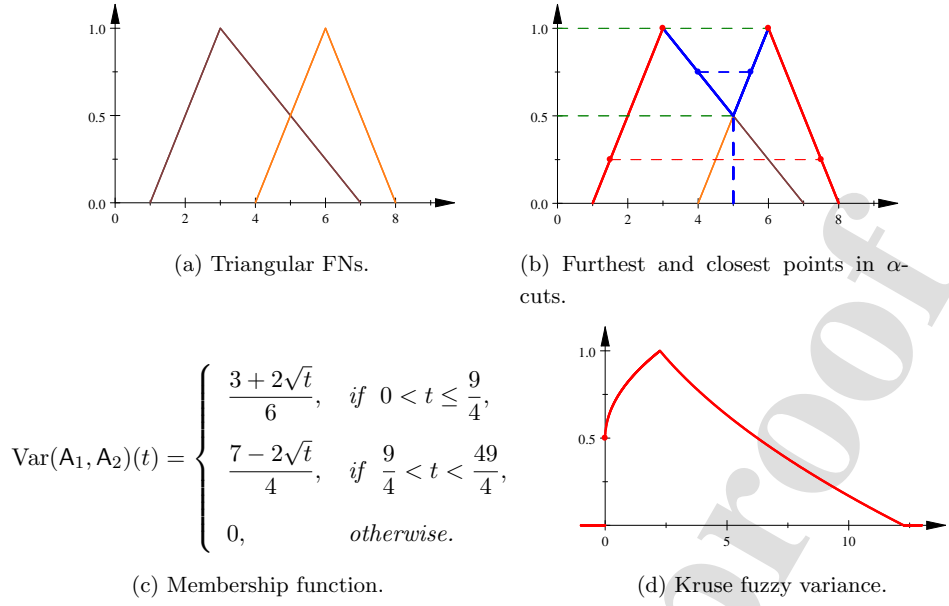 1.0
0.5
0.0
0 2 4 6 8
(a) Triangular FNs.
1.0
0.5
0.0
0 2 4 6 8
(b) Furthest and closest points in α-
cuts.
Var(A₁, A₂)(t) = { (3 + 2√t)/6, if 0 < t ≤ 9/4,
(7 − 2√t)/4, if 9/4 < t < 49/4,
0, otherwise.
(c) Membership function.
1.0
0.5
0 5 10
(d) Kruse fuzzy variance.
proof